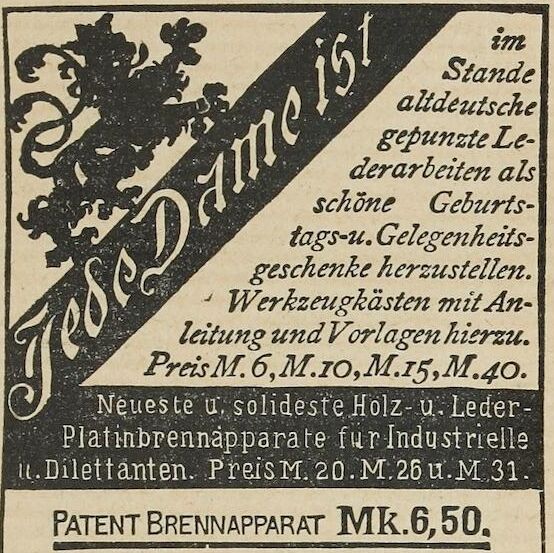 Jede Dame ist
im
Stande
altdeutsche
gepunzte Le-
derarbeiten als
schöne Geburts-
tags-u. Gelegenheits-
geschenke herzustellen.
Werkzeugkästen mit An-
leitung und Vorlagen hierzu.
Preis M. 6, M. 10, M. 15, M. 40.
Neueste u. solideste Holz- u. Leder-
Platinbrennapparate fur Industrielle
u. Dilettanten. Preis M. 20. M. 26 u. M 31.
PATENT BRENNAPPARAT Mk. 6,50.